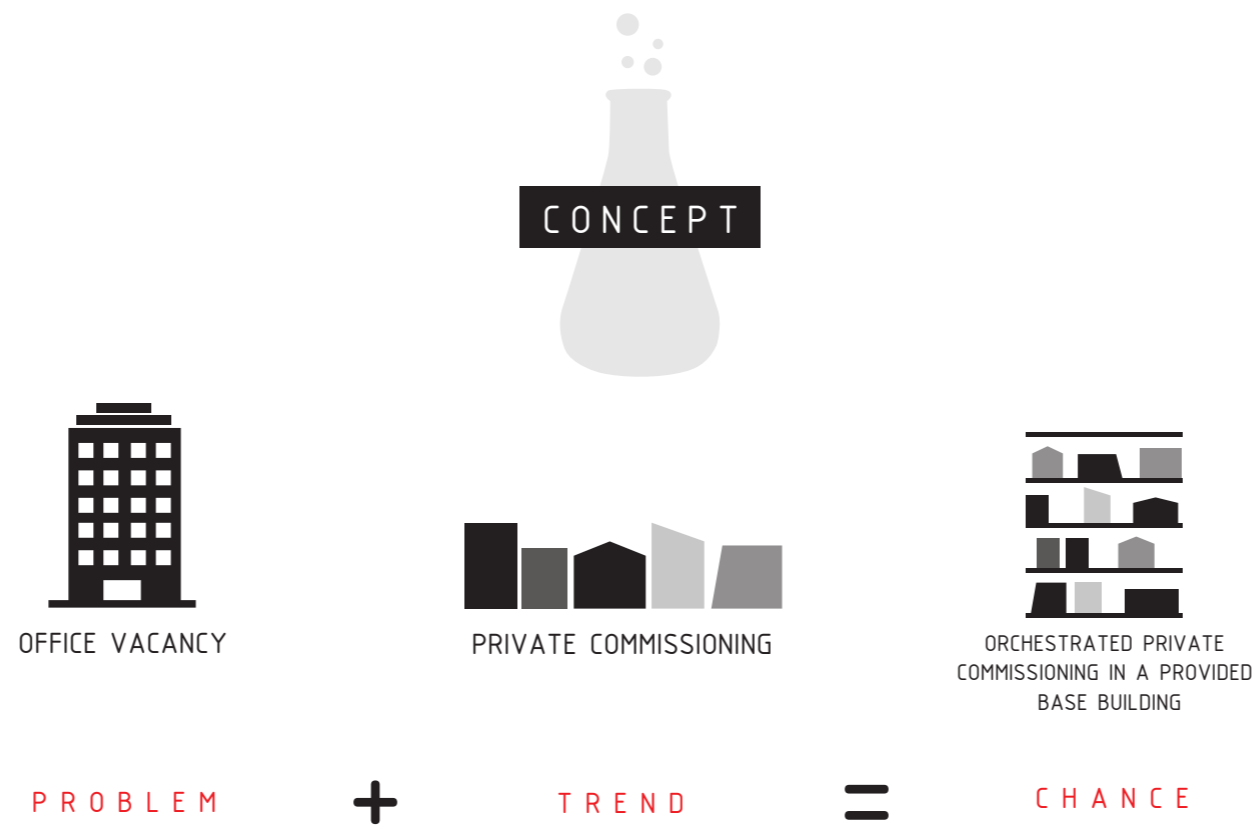 CONCEPT
OFFICE VACANCY
PRIVATE COMMISSIONING
ORCHESTRATED PRIVATE
COMMISSIONING IN A PROVIDED
BASE BUILDING
PROBLEM + TREND = CHANCE